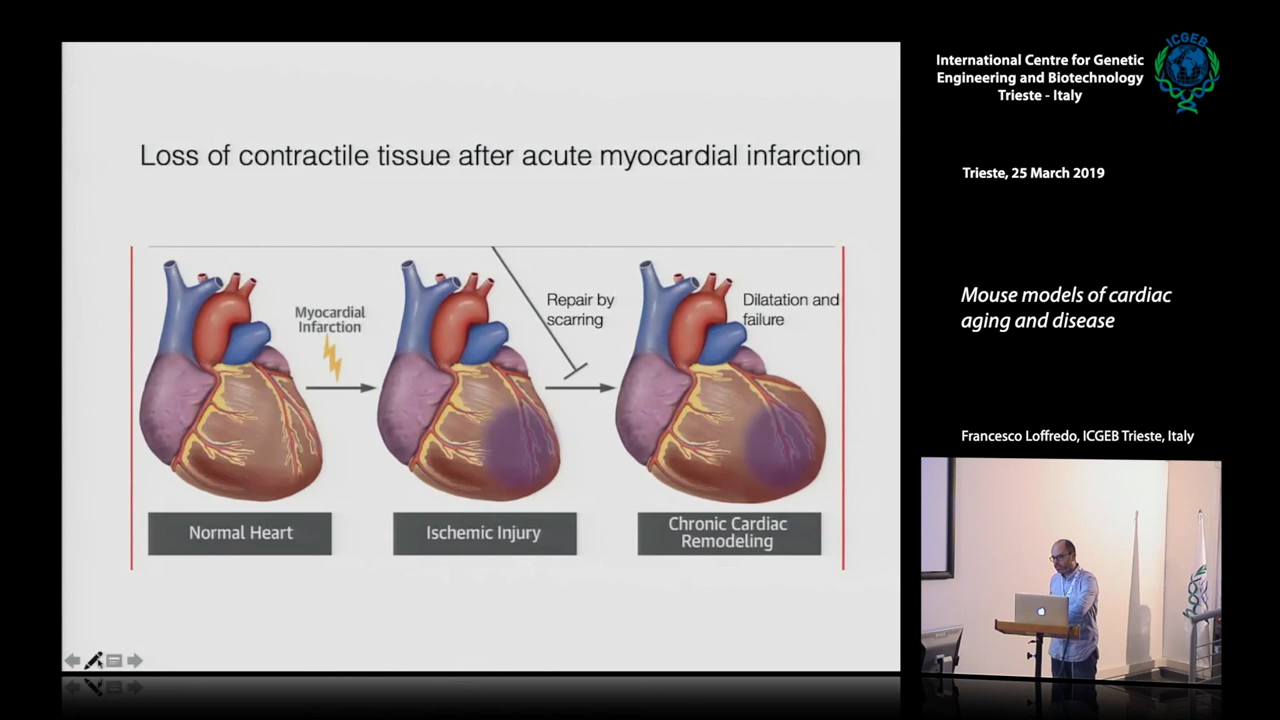 Loss of contractile tissue after acute myocardial infarction
Myocardial
Infarction
Repair by
scarring
Dilatation and
failure
Normal Heart
Ischemic Injury
Chronic Cardiac
Remodeling
ICGEB
International Centre for Genetic
Engineering and Biotechnology
Trieste - Italy
Trieste, 25 March 2019
Mouse models of cardiac
aging and disease
Francesco Loffredo, ICGEB Trieste, Italy